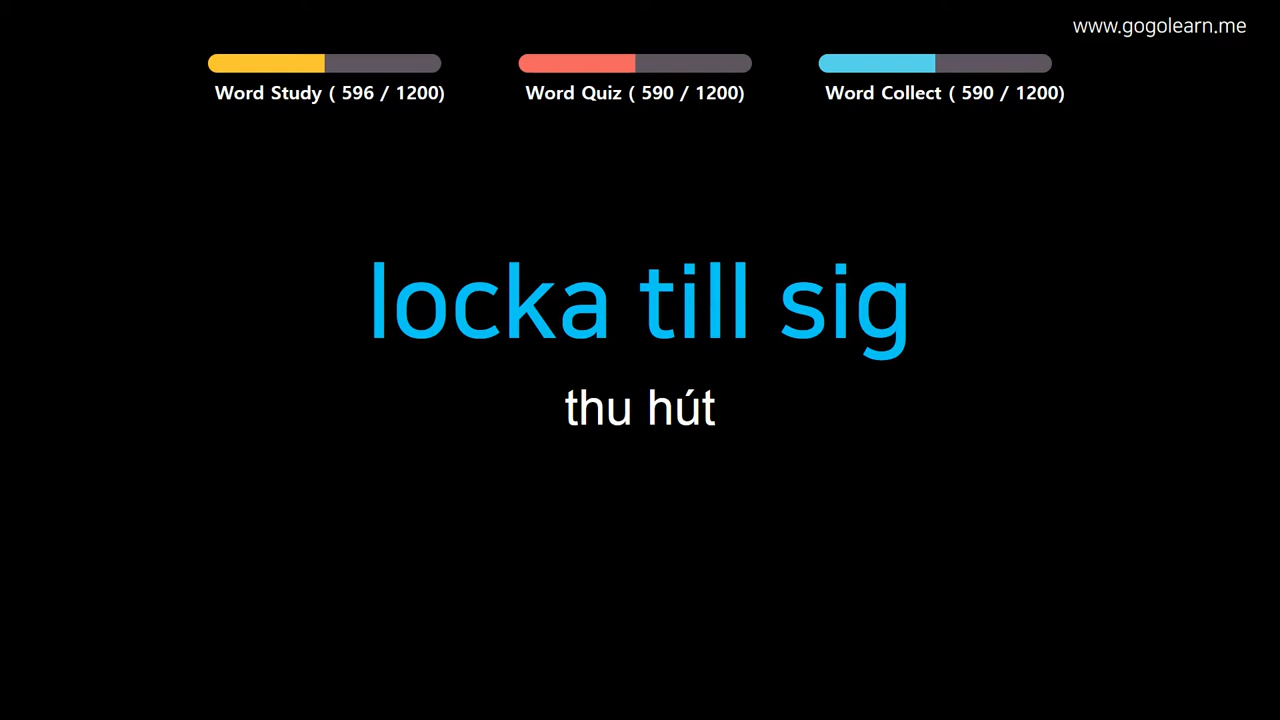 www.gogolearn.me
Word Study ( 596 / 1200)
Word Quiz ( 590 / 1200)
Word Collect ( 590 / 1200)
locka till sig
thu hút